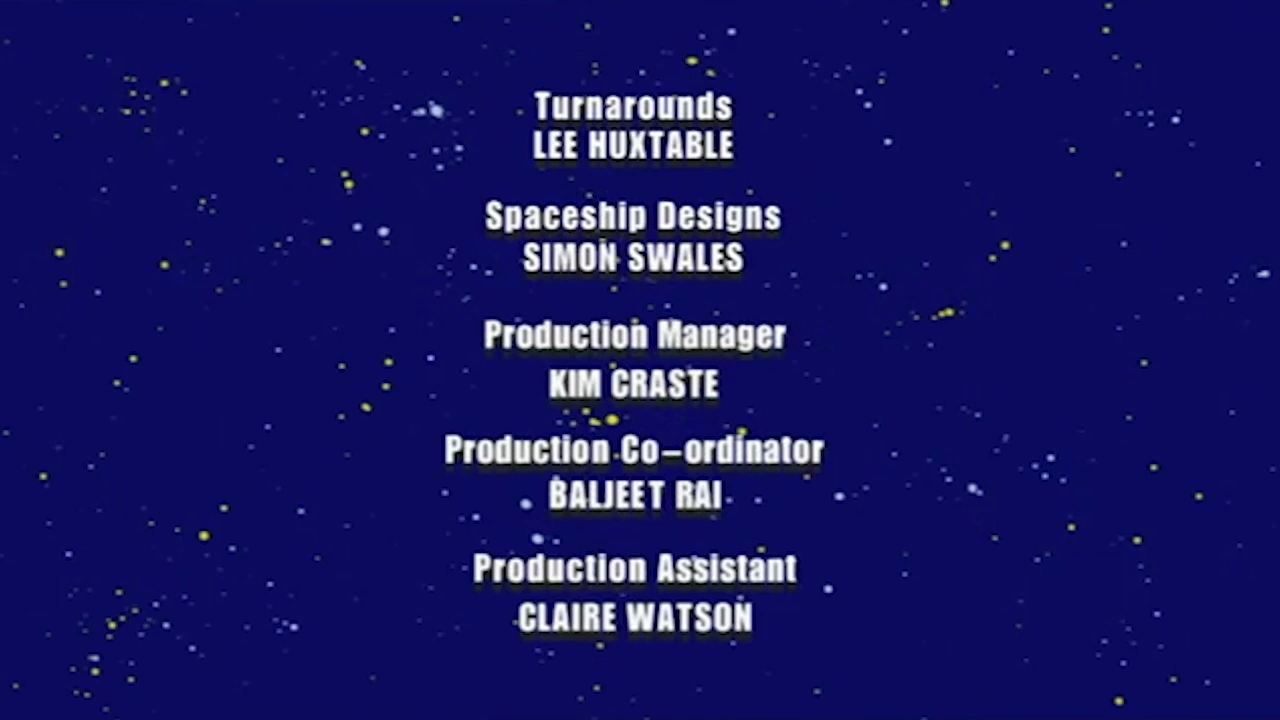 Turnarounds
LEE HUXTABLE
Spaceship Designs
SIMON SWALES
Production Manager
KIM CRASTE
Production Co-ordinator
BALJEET RAI
Production Assistant
CLAIRE WATSON